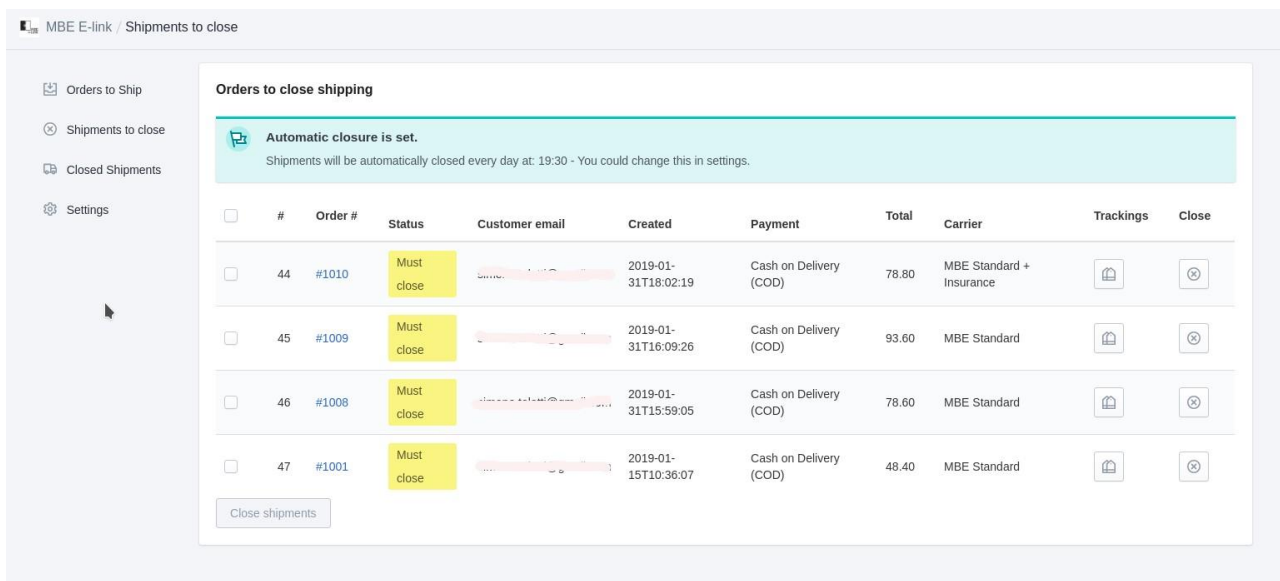 MBE E-link / Shipments to close
Orders to Ship
Shipments to close
Closed Shipments
Settings
Orders to close shipping
Automatic closure is set.
Shipments will be automatically closed every day at: 19:30 - You could change this in settings.
# Order # Status Customer email Created Payment Total Carrier Trackings Close
44 #1010 Must close 2019-01-31T18:02:19 Cash on Delivery (COD) 78.80 MBE Standard + Insurance
45 #1009 Must close 2019-01-31T16:09:26 Cash on Delivery (COD) 93.60 MBE Standard
46 #1008 Must close 2019-01-31T15:59:05 Cash on Delivery (COD) 78.60 MBE Standard
47 #1001 Must close 2019-01-15T10:36:07 Cash on Delivery (COD) 48.40 MBE Standard
Close shipments